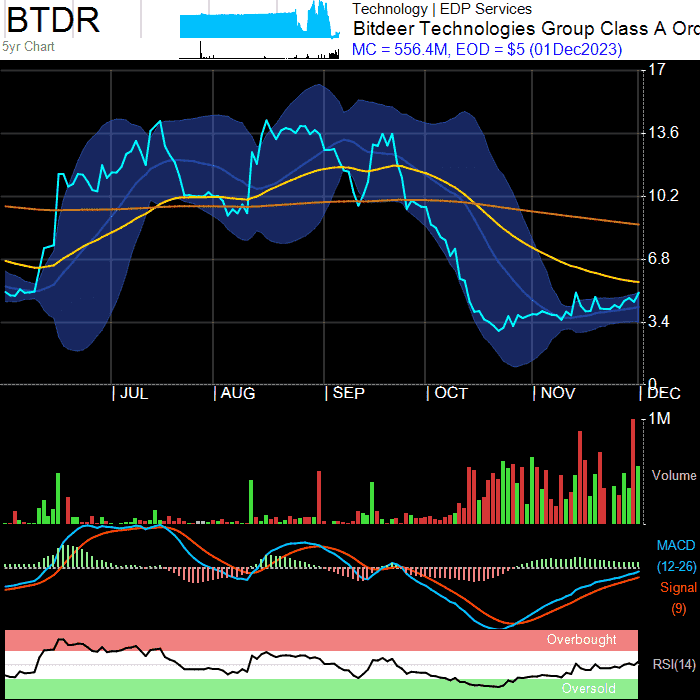 BTDR
5yr Chart
Technology | EDP Services
Bitdeer Technologies Group Class A Ord
MC = 556.4M, EOD = $5 (01Dec2023)
17
13.6
10.2
6.8
3.4
0
JUL AUG SEP OCT NOV DEC
1M
Volume
MACD
(12-26)
Signal
(9)
Overbought
RSI(14)
Oversold